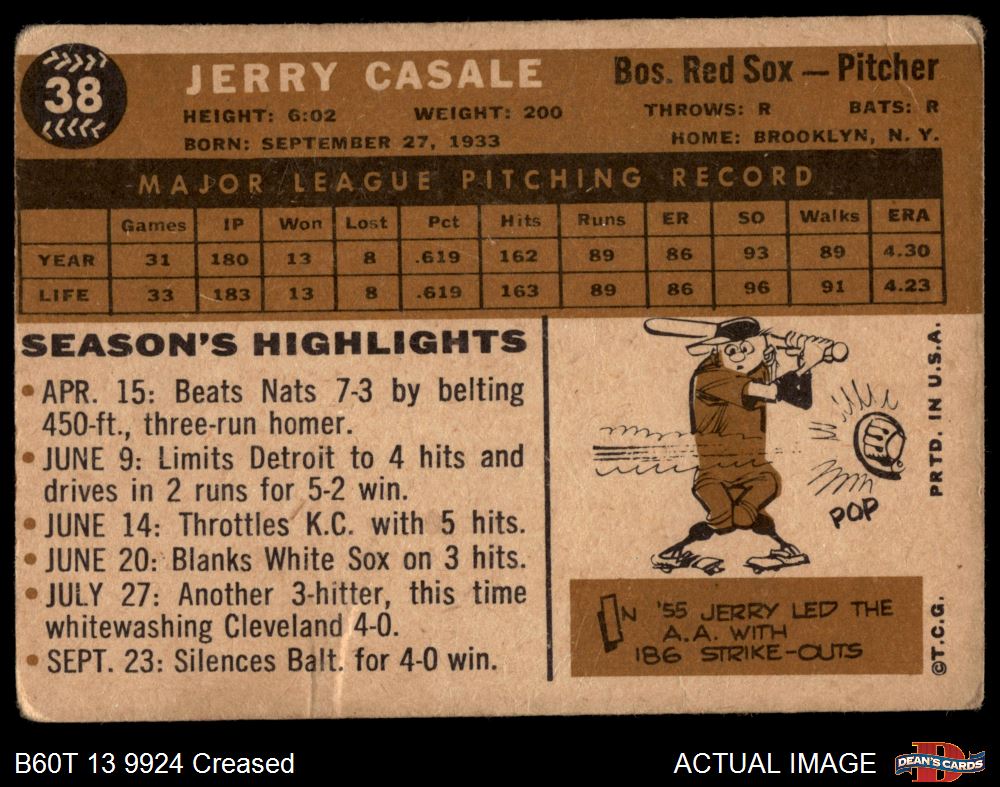 38
JERRY CASALE
Bos. Red Sox — Pitcher
HEIGHT: 6:02 WEIGHT: 200 THROWS: R BATS: R
BORN: SEPTEMBER 27, 1933 HOME: BROOKLYN, N. Y.
MAJOR LEAGUE PITCHING RECORD
Games IP Won Lost Pct Hits Runs ER SO Walks ERA
YEAR 31 180 13 8 .619 162 89 86 93 89 4.30
LIFE 33 183 13 8 .619 163 89 86 96 91 4.23
SEASON'S HIGHLIGHTS
• APR. 15: Beats Nats 7-3 by belting
450-ft., three-run homer.
• JUNE 9: Limits Detroit to 4 hits and
drives in 2 runs for 5-2 win.
• JUNE 14: Throttles K.C. with 5 hits.
• JUNE 20: Blanks White Sox on 3 hits.
• JULY 27: Another 3-hitter, this time
whitewashing Cleveland 4-0.
• SEPT. 23: Silences Balt. for 4-0 win.
POP
IN '55 JERRY LED THE
A.A. WITH
186 STRIKE-OUTS
©T.C.G. PRTD. IN U.S.A.
B60T 13 9924 Creased
ACTUAL IMAGE
D
DEAN'S CARDS